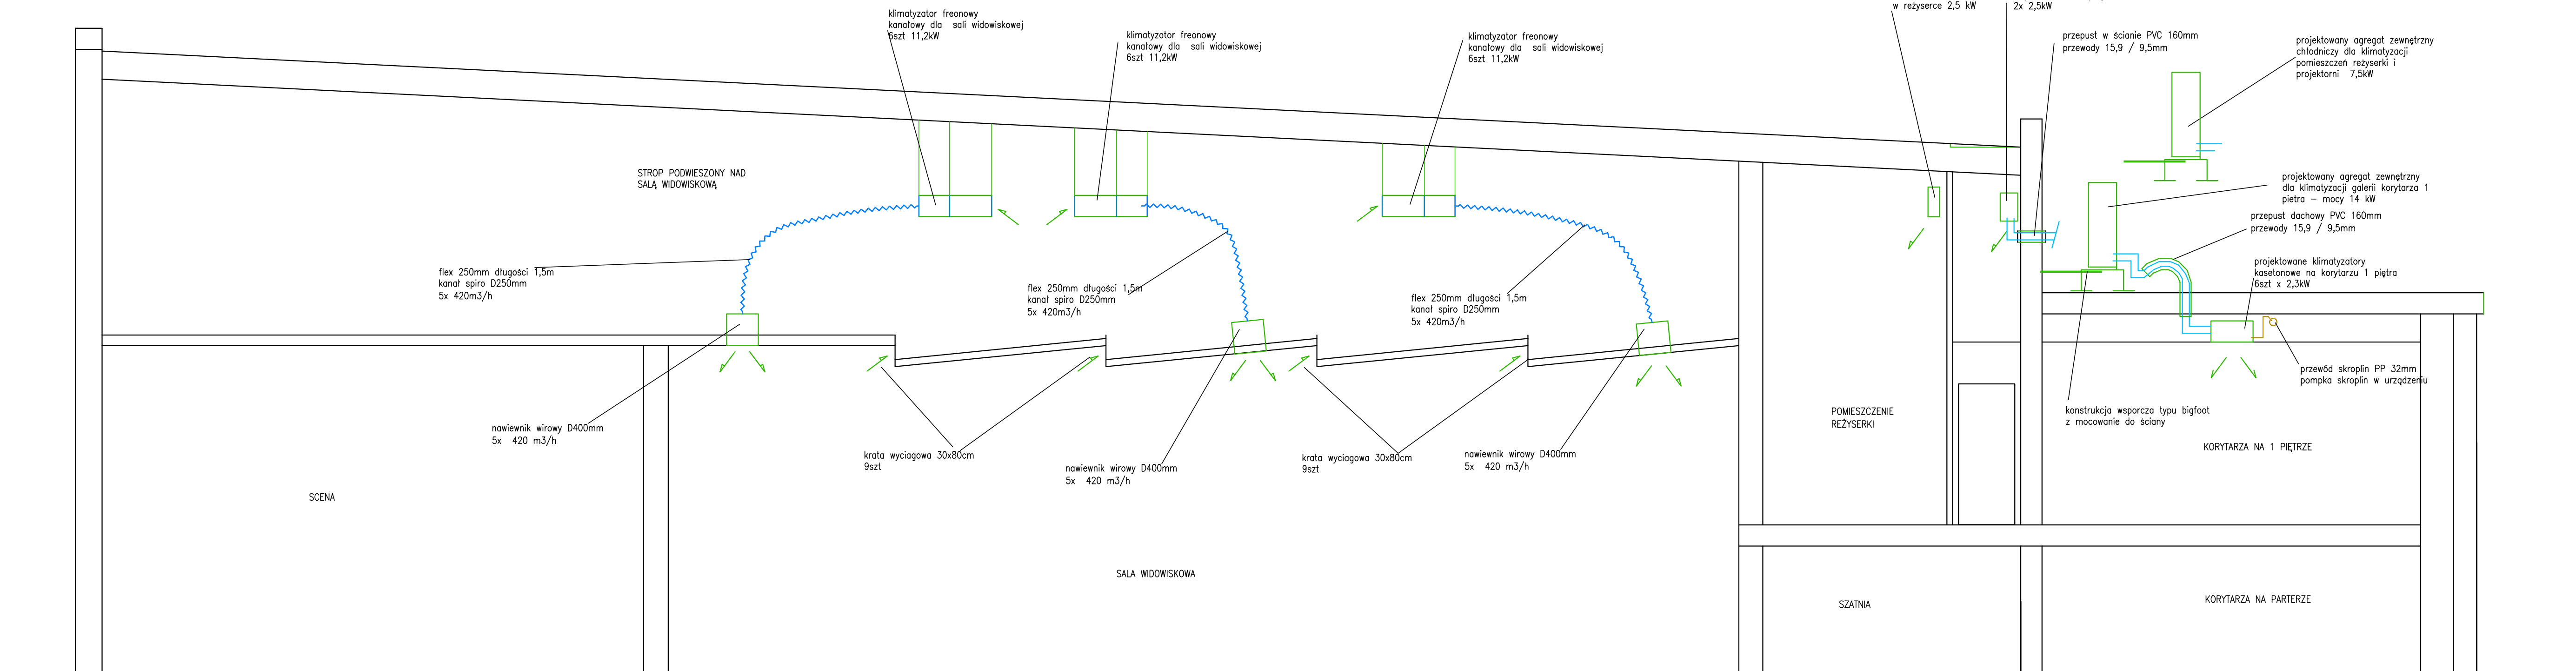 klimatyzator freonowy
kanałowy dla  sali widowiskowej
6szt 11,2kW
klimatyzator freonowy
kanałowy dla  sali widowiskowej
6szt 11,2kW
klimatyzator freonowy
kanałowy dla  sali widowiskowej
6szt 11,2kW
w reżyserce 2,5 kW
2x 2,5kW
przepust w ścianie PVC 160mm
przewody 15,9 / 9,5mm
projektowany agregat zewnętrzny
chłodniczy dla klimatyzacji
pomieszczeń reżyserki i
projektorni  7,5kW
STROP PODWIESZONY NAD
SALĄ WIDOWISKOWĄ
projektowany agregat zewnętrzny
dla klimatyzacji galerii korytarza 1
pietra – mocy 14 kW
przepust dachowy PVC 160mm
przewody 15,9 / 9,5mm
projektowane klimatyzatory
kasetonowe na korytarzu 1 piętra
6szt x 2,3kW
flex 250mm długości 1,5m
kanał spiro D250mm
5x 420m3/h
flex 250mm długości 1,5m
kanał spiro D250mm
5x 420m3/h
flex 250mm długości 1,5m
kanał spiro D250mm
5x 420m3/h
przewód skroplin PP 32mm
pompka skroplin w urządzeniu
konstrukcja wsporcza typu bigfoot
z mocowanie do ściany
POMIESZCZENIE
REŻYSERKI
nawiewnik wirowy D400mm
5x  420 m3/h
krata wyciagowa 30x80cm
9szt
nawiewnik wirowy D400mm
5x  420 m3/h
krata wyciagowa 30x80cm
9szt
nawiewnik wirowy D400mm
5x  420 m3/h
KORYTARZA NA 1 PIĘTRZE
SCENA
SALA WIDOWISKOWA
SZATNIA
KORYTARZA NA PARTERZE